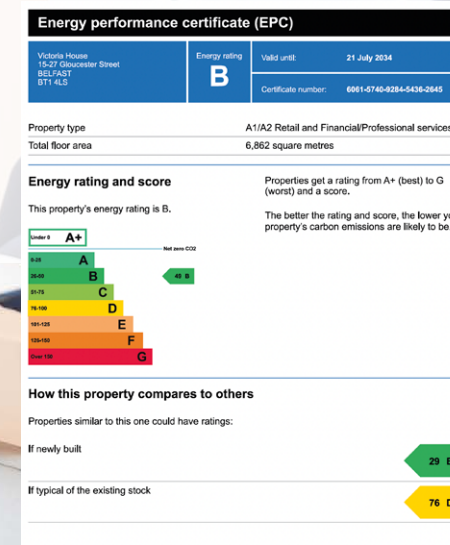 Energy performance certificate (EPC)
Victoria House
15-27 Gloucester Street
BELFAST
BT1 4LS
Energy rating
B
Valid until:
21 July 2034
Certificate number:
6061-5740-9284-5436-2645
Property type
A1/A2 Retail and Financial/Professional services
Total floor area
6,862 square metres
Energy rating and score
This property's energy rating is B.
Properties get a rating from A+ (best) to G
(worst) and a score.
The better the rating and score, the lower
property's carbon emissions are likely to be
Under 0 A+
Net zero CO2
0-25 A
26-50 B
49 B
51-75 C
76-100 D
101-125 E
126-150 F
Over 150 G
How this property compares to others
Properties similar to this one could have ratings:
If newly built
29
If typical of the existing stock
76 D